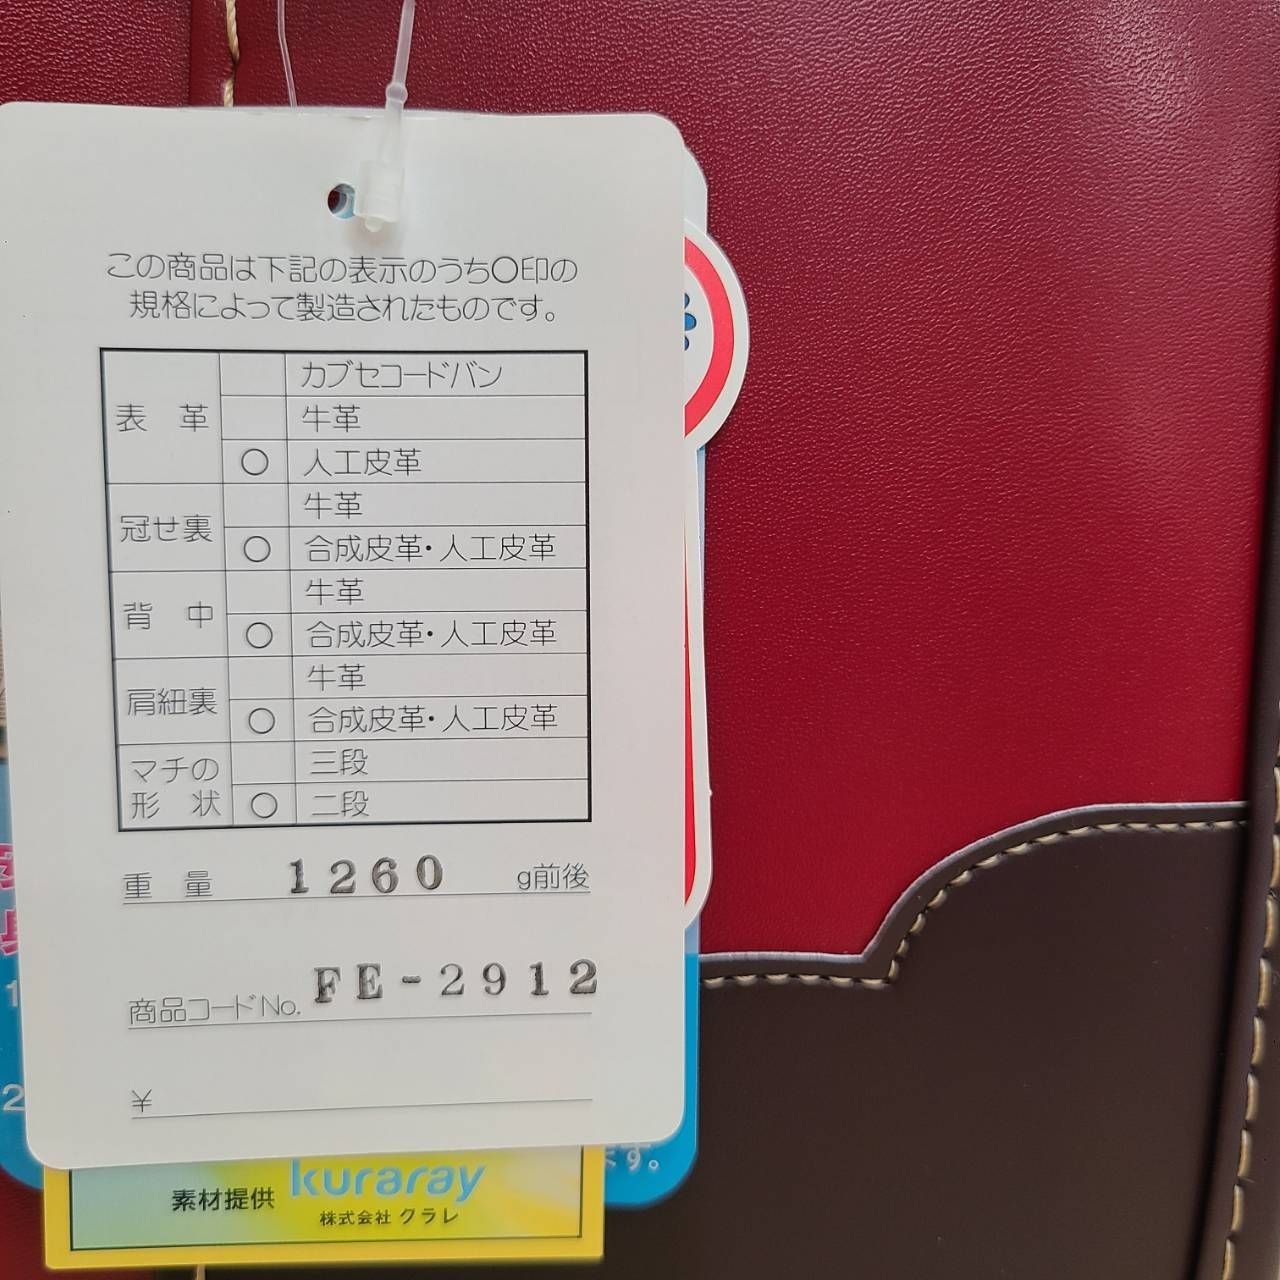 この商品は下記の表示のうち〇印の
規格によって製造されたものです。
表 革
カブセコードバン
牛革
〇 人工皮革
冠せ裏
牛革
〇 合成皮革・人工皮革
背 中
牛革
〇 合成皮革・人工皮革
肩紐裏
牛革
〇 合成皮革・人工皮革
マチの
形 状
三段
〇 二段
重 量 1260 g前後
商品コードNo. FE-2912
¥
1
2
ます。
素材提供 kuraray
株式会社 クラレ